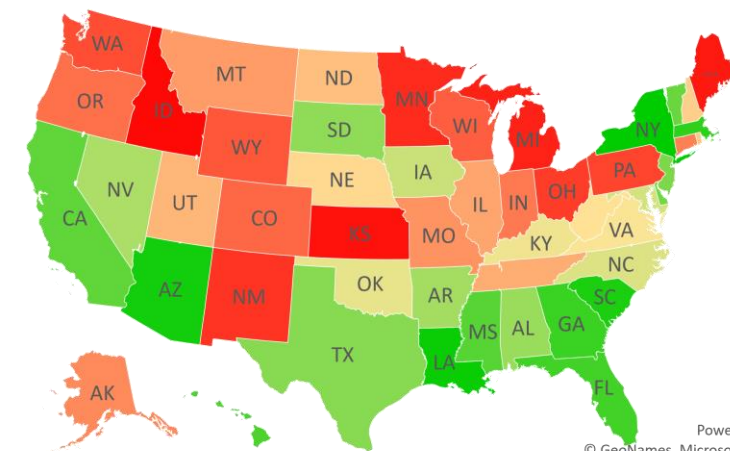 WA
MT
ND
MN
OR
ID
SD
WI
MI
NY
WY
IA
PA
NE
NV
UT
CO
IL
IN
OH
CA
KS
MO
KY
VA
NC
AZ
NM
OK
AR
SC
MS
AL
GA
TX
LA
FL
AK
Powe
© GeoNames, Microso